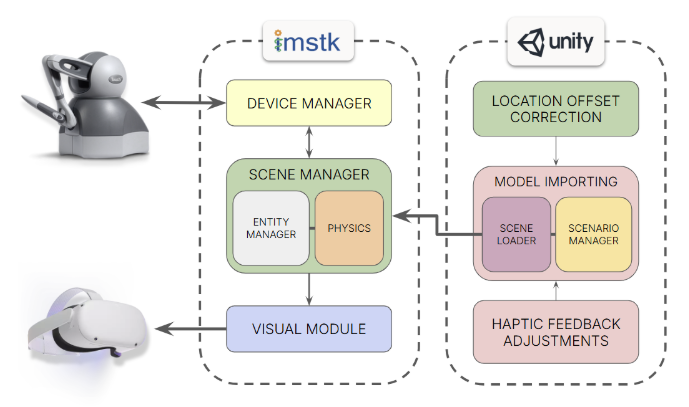 imstk
unity
DEVICE MANAGER
SCENE MANAGER
ENTITY
MANAGER
PHYSICS
VISUAL MODULE
LOCATION OFFSET
CORRECTION
MODEL IMPORTING
SCENE
LOADER
SCENARIO
MANAGER
HAPTIC FEEDBACK
ADJUSTMENTS